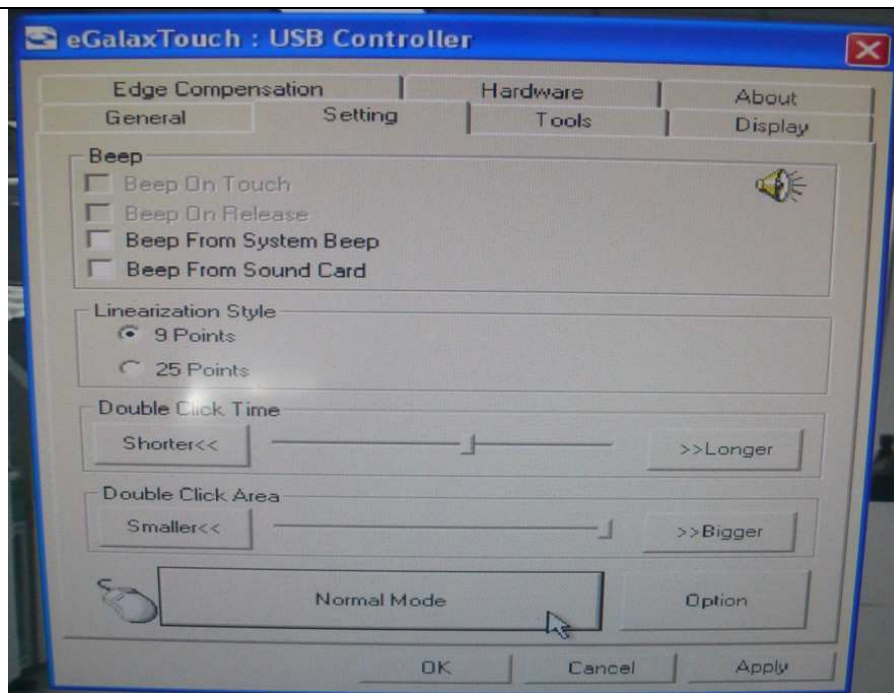 eGalaxTouch : USB Controller
Edge Compensation Hardware About
General Setting Tools Display
Beep
Beep On Touch
Beep On Release
Beep From System Beep
Beep From Sound Card
Linearization Style
9 Points
25 Points
Double Click Time
Shorter<< >>Longer
Double Click Area
Smaller<< >>Bigger
Normal Mode Option
OK Cancel Apply